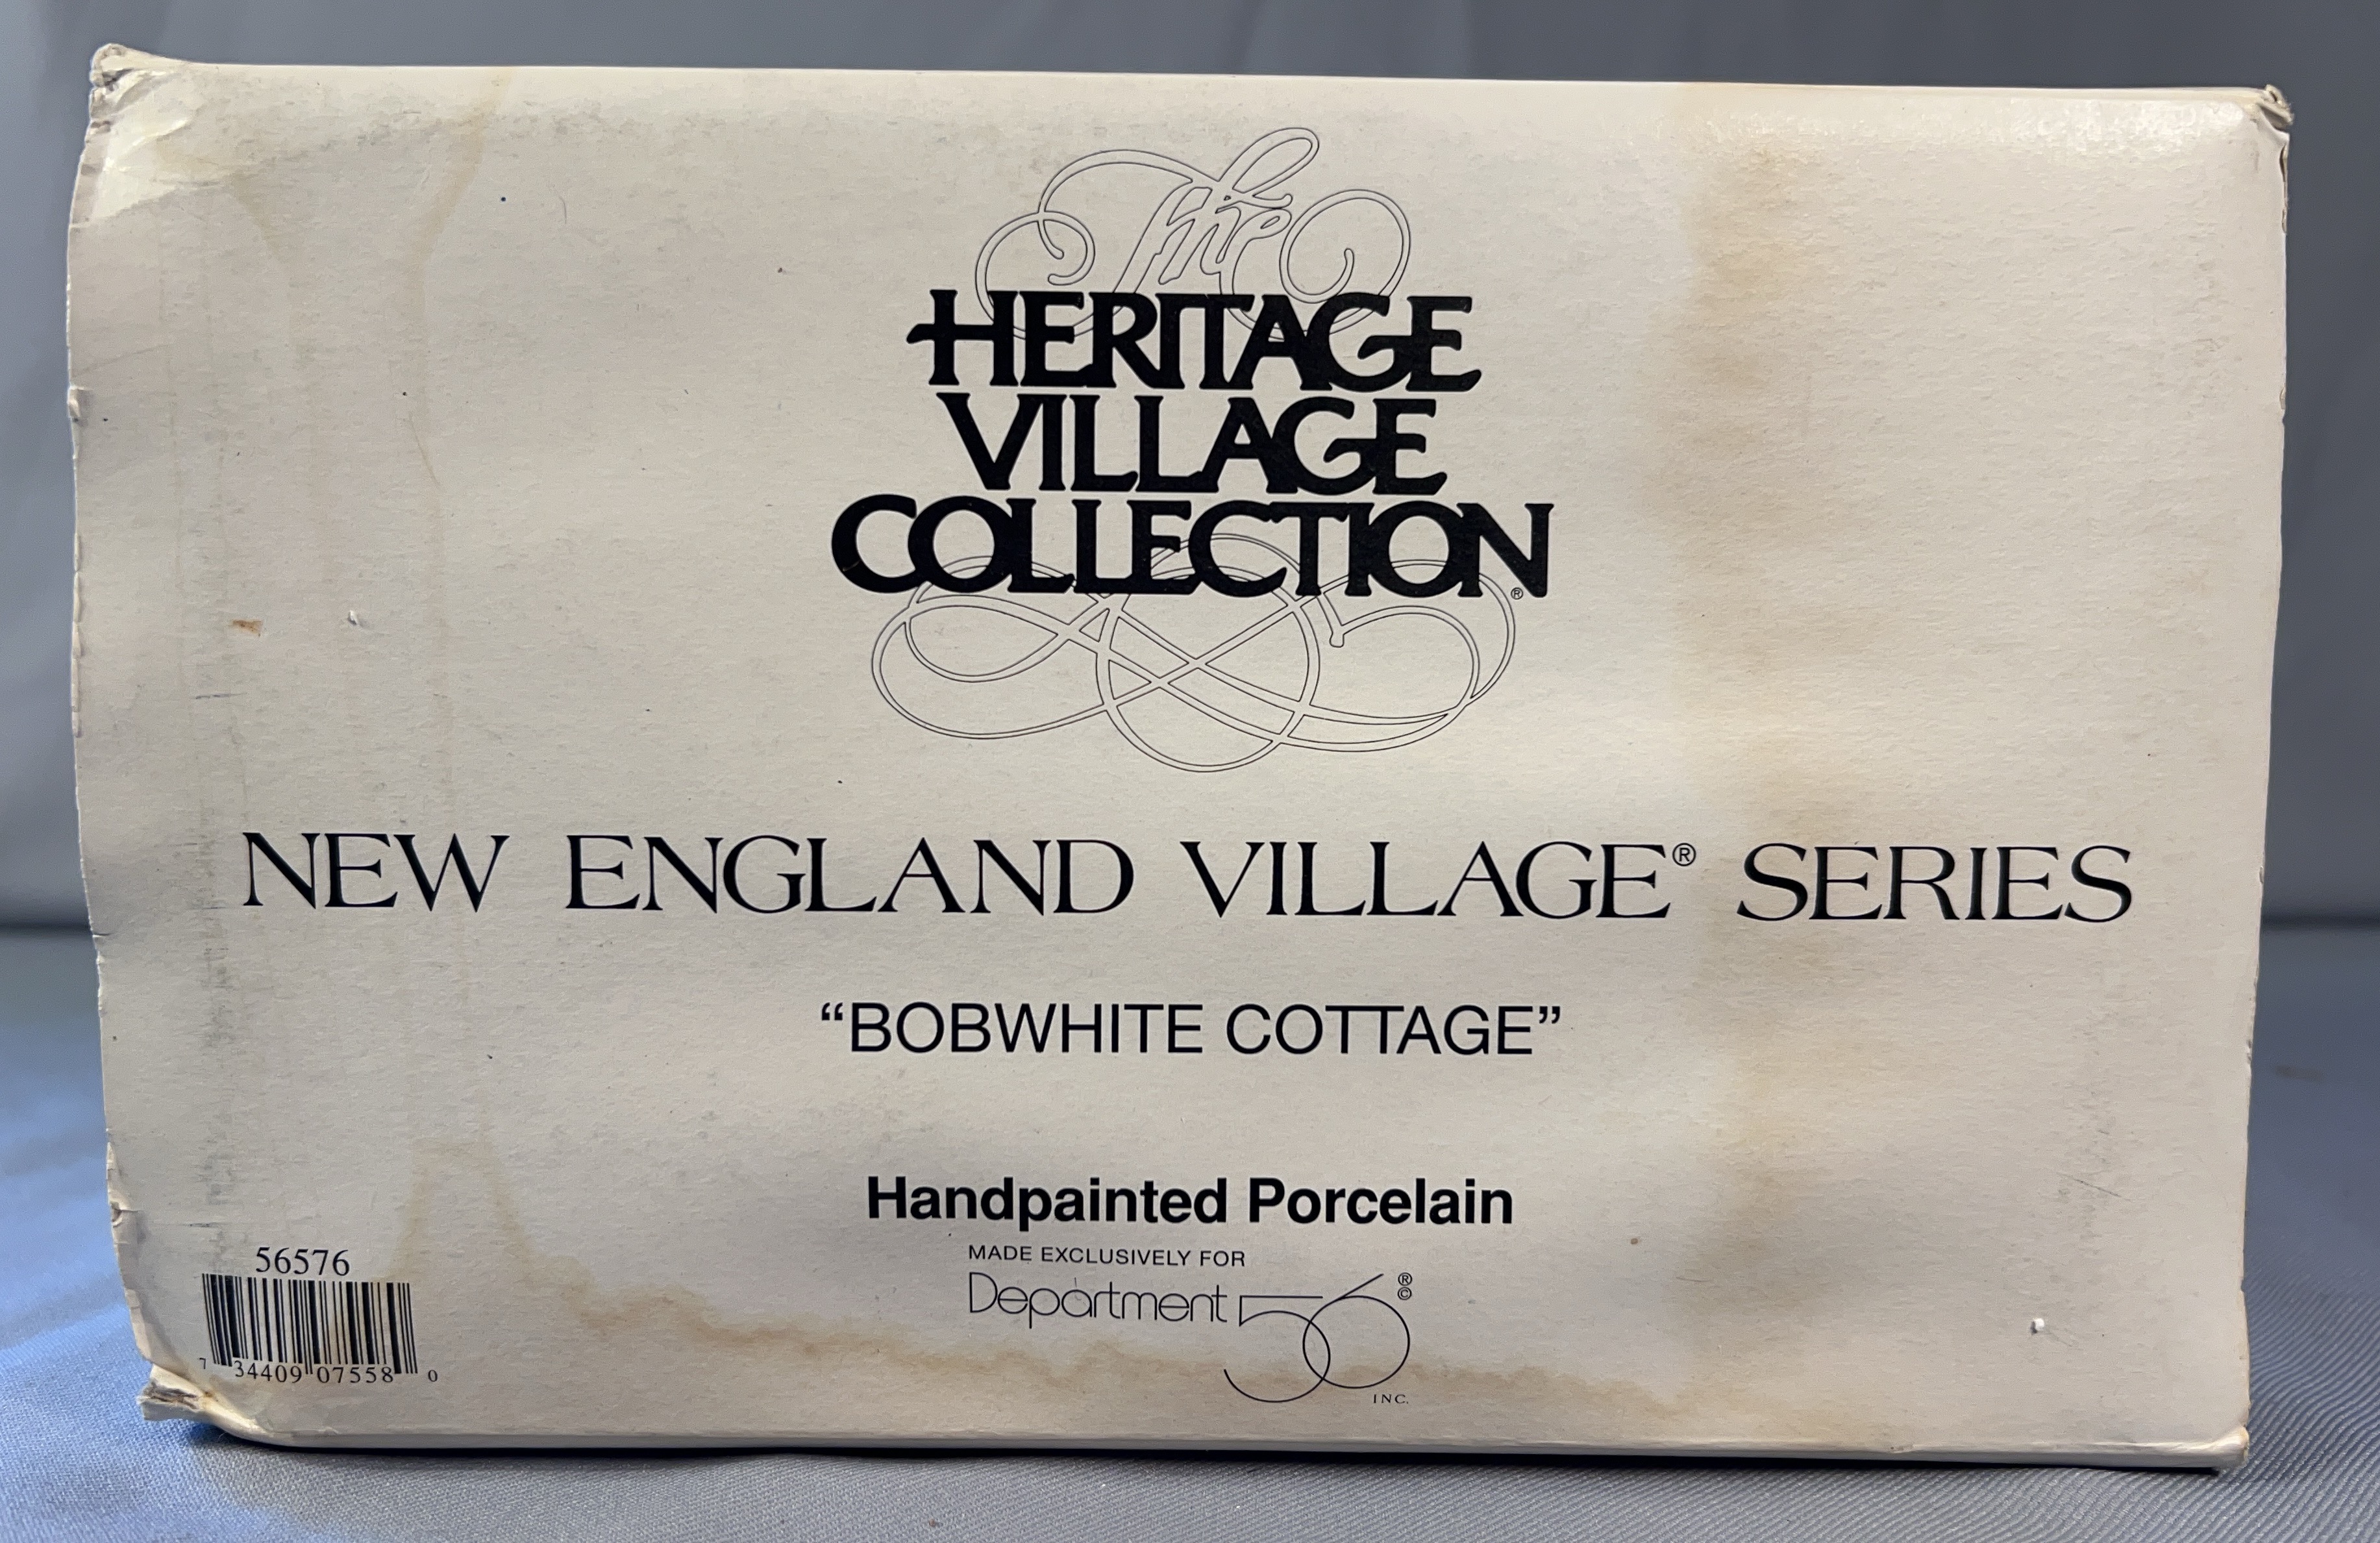 The
HERITAGE
VILLAGE
COLLECTION®
NEW ENGLAND VILLAGE® SERIES
“BOBWHITE COTTAGE”
Handpainted Porcelain
MADE EXCLUSIVELY FOR
Department 56 ® ©
INC.
56576
7 34409 07558 0